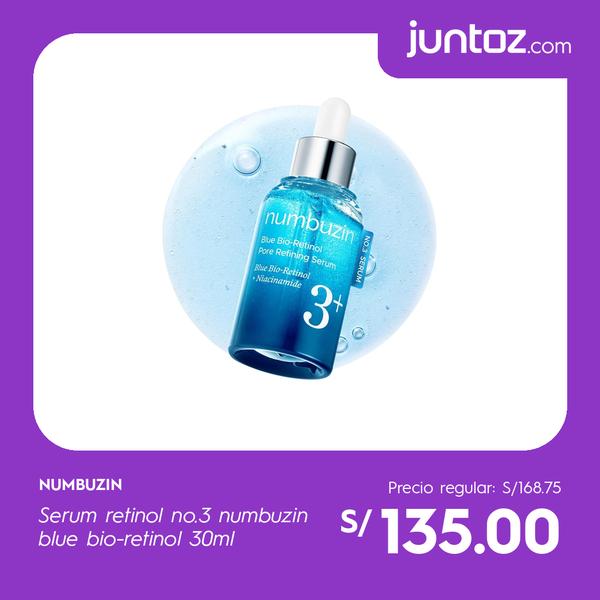 juntoz.com
numbuzin
Blue Bio-Retinol
Pore Refining Serum
Blue Bio-Retinol
+ Niacinamide
3+
NO.3 SERUM
NUMBUZIN
Serum retinol no.3 numbuzin
blue bio-retinol 30ml
Precio regular: S/168.75
S/135.00